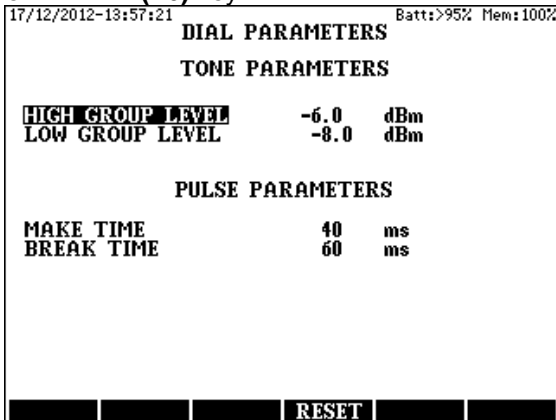 17/12/2012-13:57:21 Batt:>95% Mem:100%
DIAL PARAMETERS
TONE PARAMETERS
HIGH GROUP LEVEL -6.0 dBm
LOW GROUP LEVEL -8.0 dBm
PULSE PARAMETERS
MAKE TIME 40 ms
BREAK TIME 60 ms
RESET